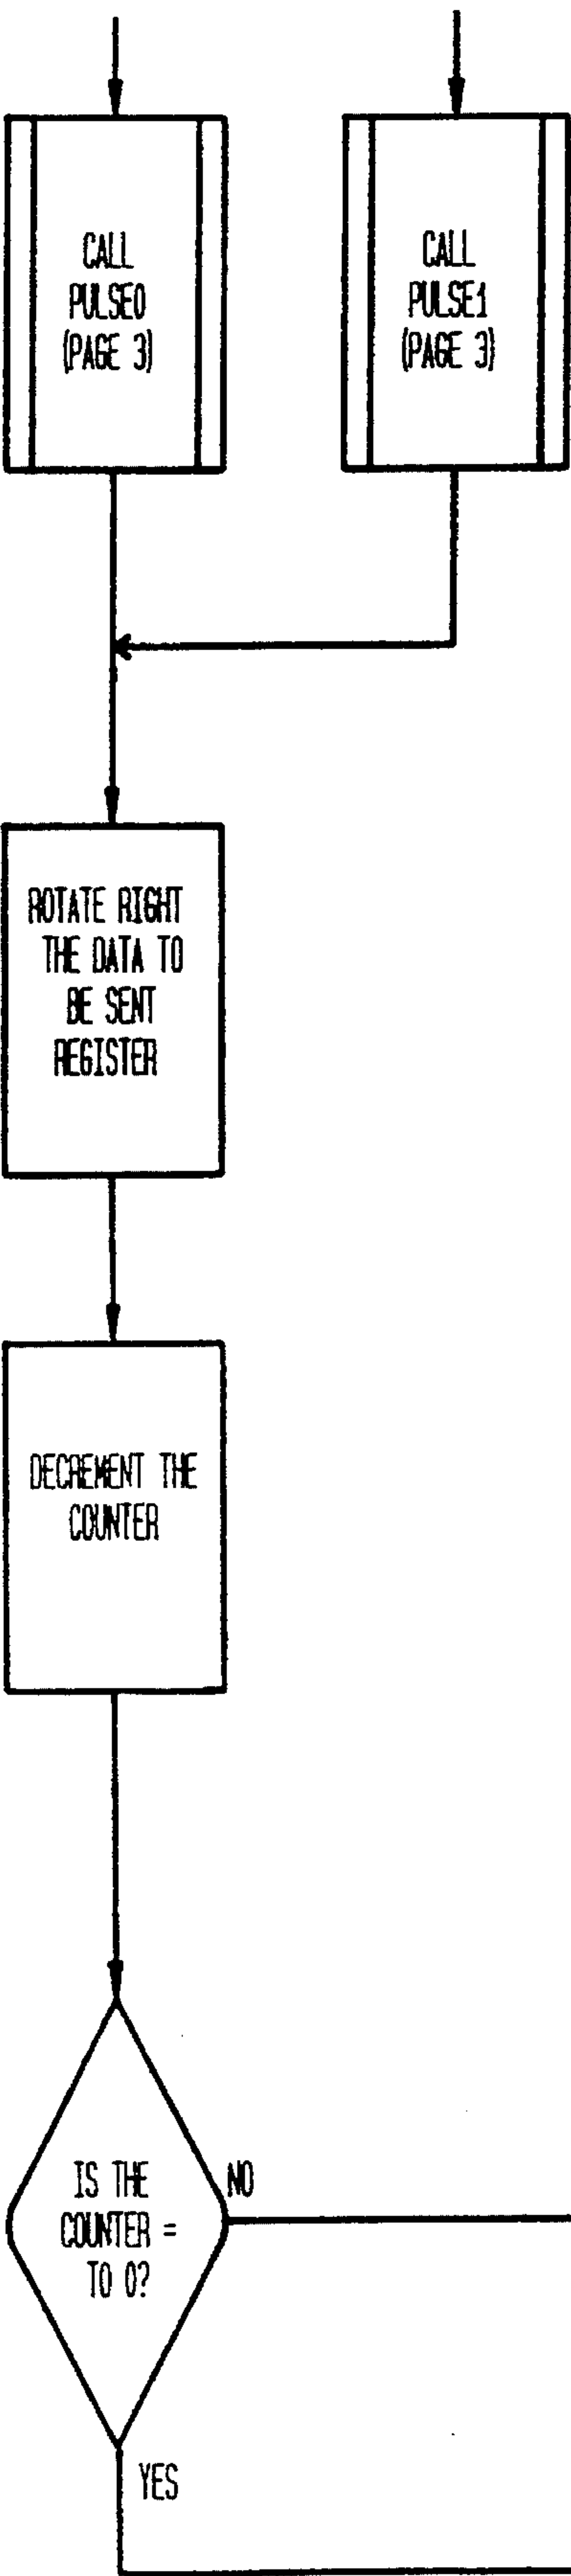 CALL
PULSE0
(PAGE 3)
CALL
PULSE1
(PAGE 3)
ROTATE RIGHT
THE DATA TO
BE SENT
REGISTER
DECREMENT THE
COUNTER
IS THE
COUNTER =
TO 0?
NO
YES